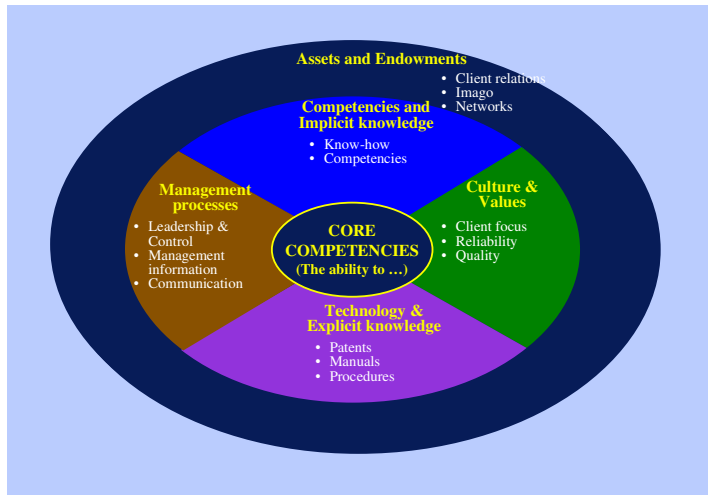 Assets and Endowments
• Client relations
• Imago
• Networks
Competencies and
Implicit knowledge
• Know-how
• Competencies
Management
processes
• Leadership &
Control
• Management
information
• Communication
Culture &
Values
• Client focus
• Reliability
• Quality
CORE
COMPETENCIES
(The ability to …)
Technology &
Explicit knowledge
• Patents
• Manuals
• Procedures